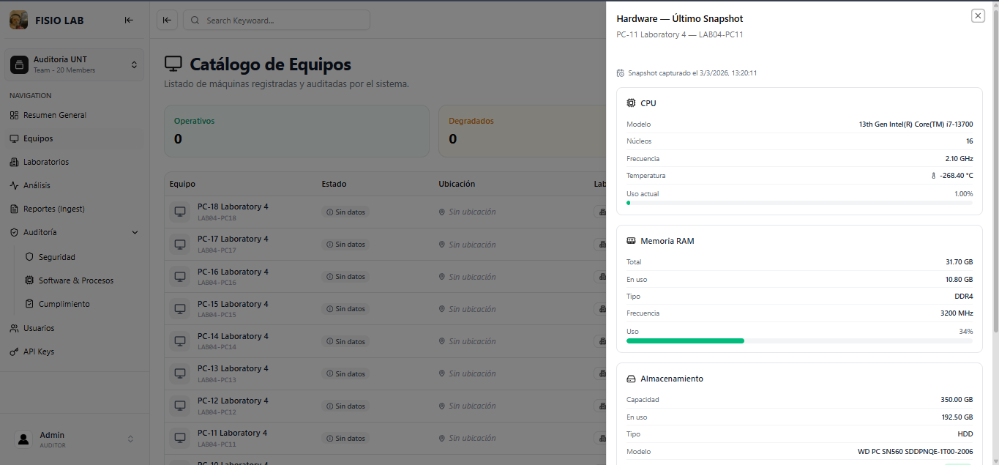 FISIO LAB
Auditoria UNT
Team - 20 Members
NAVIGATION
Resumen General
Equipos
Laboratorios
Análisis
Reportes (Ingest)
Auditoría
Seguridad
Software & Procesos
Cumplimiento
Usuarios
API Keys
Admin
AUDITOR
Search Keyword...
Catálogo de Equipos
Listado de máquinas registradas y auditadas por el sistema.
Operativos
0
Degradados
0
Equipo Estado Ubicación Lab
PC-18 Laboratory 4
LAB04-PC18
Sin datos
Sin ubicación
PC-17 Laboratory 4
LAB04-PC17
Sin datos
Sin ubicación
PC-16 Laboratory 4
LAB04-PC16
Sin datos
Sin ubicación
PC-15 Laboratory 4
LAB04-PC15
Sin datos
Sin ubicación
PC-14 Laboratory 4
LAB04-PC14
Sin datos
Sin ubicación
PC-13 Laboratory 4
LAB04-PC13
Sin datos
Sin ubicación
PC-12 Laboratory 4
LAB04-PC12
Sin datos
Sin ubicación
PC-11 Laboratory 4
LAB04-PC11
Sin datos
Sin ubicación
PC-10 Laboratory 4
Hardware — Último Snapshot
PC-11 Laboratory 4 — LAB04-PC11
Snapshot capturado el 3/3/2026, 13:20:11
CPU
Modelo 13th Gen Intel(R) Core(TM) i7-13700
Núcleos 16
Frecuencia 2.10 GHz
Temperatura -268.40 °C
Uso actual 1.00%
Memoria RAM
Total 31.70 GB
En uso 10.80 GB
Tipo DDR4
Frecuencia 3200 MHz
Uso 34%
Almacenamiento
Capacidad 350.00 GB
En uso 192.50 GB
Tipo HDD
Modelo WD PC SN560 SDDPNQE-1T00-2006